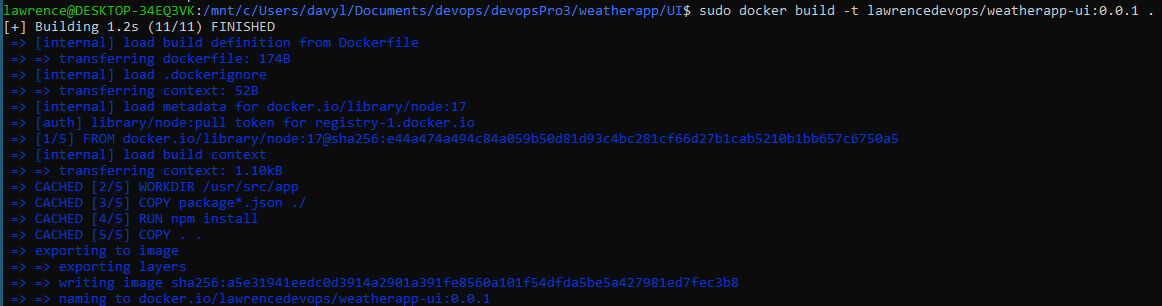 lawrence@DESKTOP-34EQ3VK:/mnt/c/Users/davyl/Documents/devops/devopsPro3/weatherapp/UI$ sudo docker build -t lawrencedevops/weatherapp-ui:0.0.1 .
[+] Building 1.2s (11/11) FINISHED
=> [internal] load build definition from Dockerfile
=> => transferring dockerfile: 174B
=> [internal] load .dockerignore
=> => transferring context: 52B
=> [internal] load metadata for docker.io/library/node:17
=> [auth] library/node:pull token for registry-1.docker.io
=> [1/5] FROM docker.io/library/node:17@sha256:e44a474a494c84a059b50d81d93c4bc281cf66d27b1cab5210b1bb657c6750a5
=> [internal] load build context
=> => transferring context: 1.10kB
=> CACHED [2/5] WORKDIR /usr/src/app
=> CACHED [3/5] COPY package*.json ./
=> CACHED [4/5] RUN npm install
=> CACHED [5/5] COPY . .
=> exporting to image
=> => exporting layers
=> => writing image sha256:a5e31941eedc0d3914a2901a391fe8560a101f54dfda5be5a427981ed7fec3b8
=> => naming to docker.io/lawrencedevops/weatherapp-ui:0.0.1